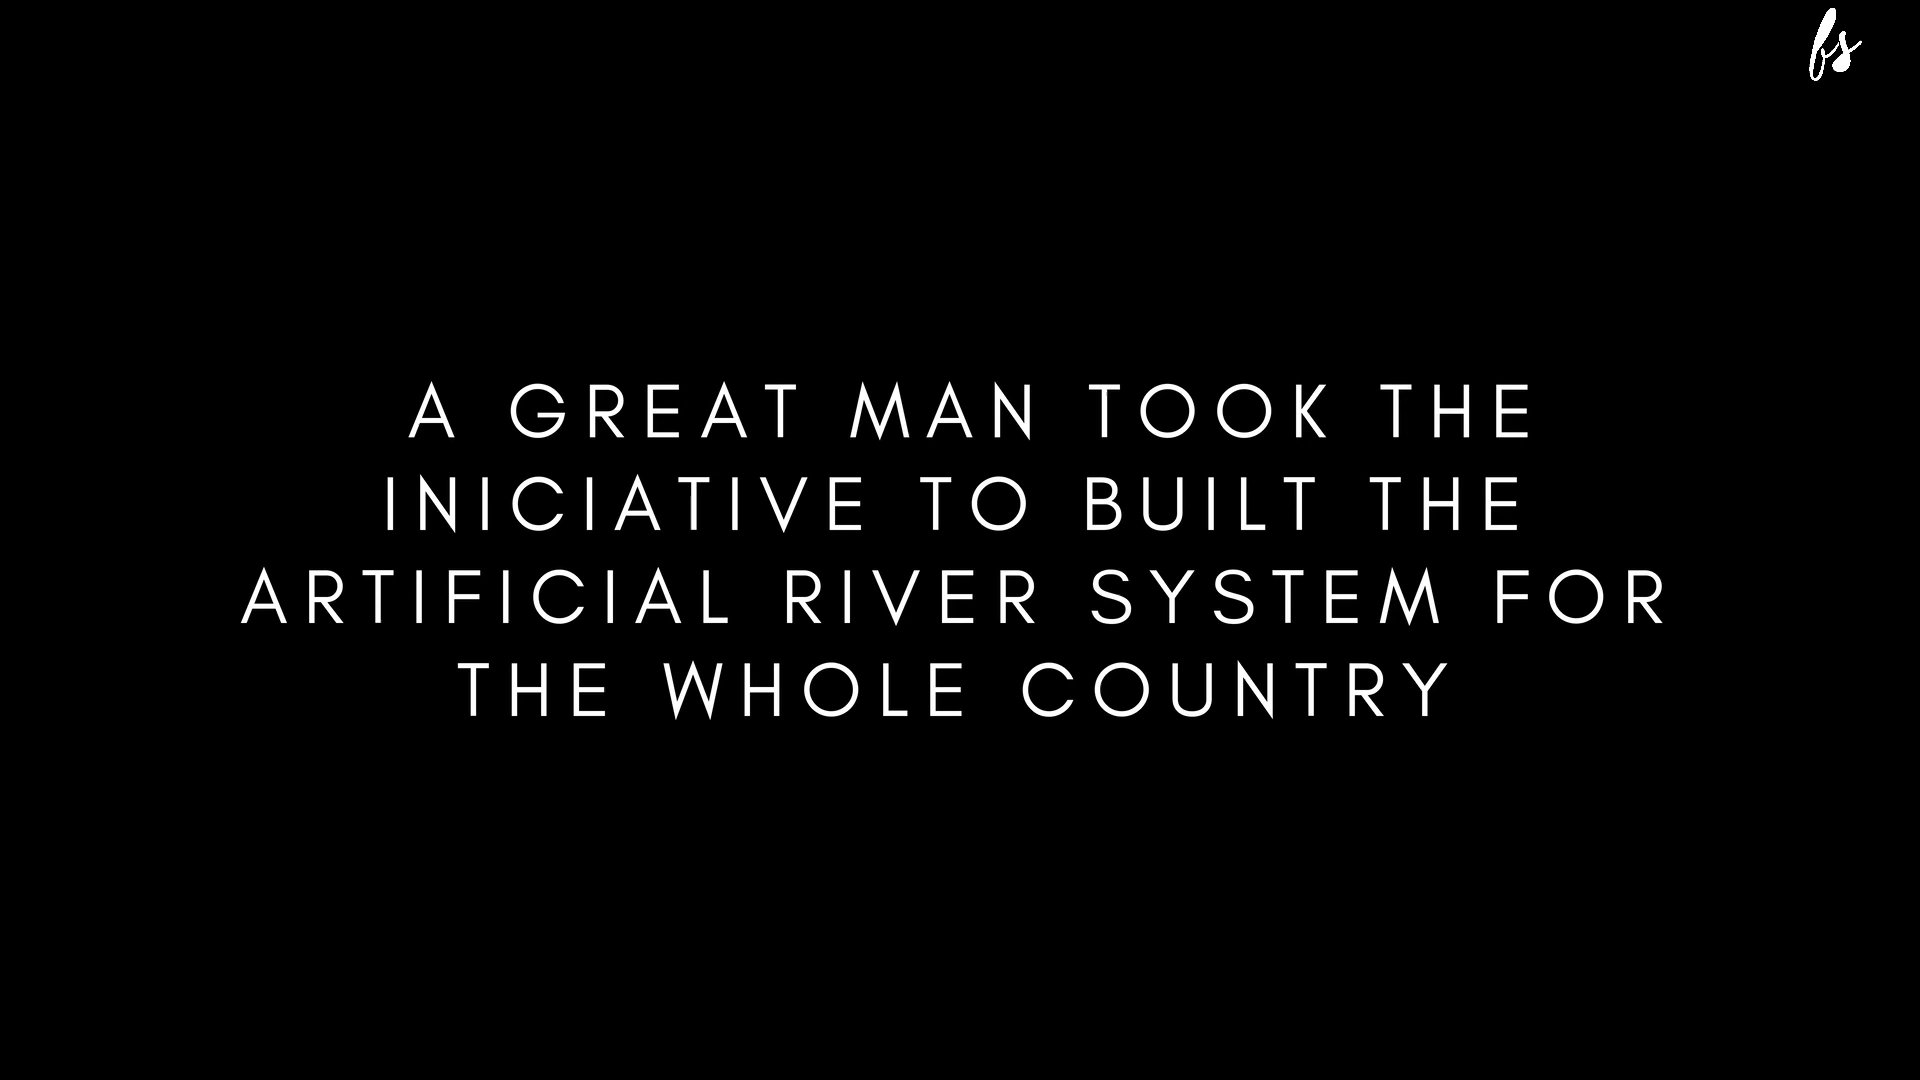 fs
A GREAT MAN TOOK THE
INICIATIVE TO BUILT THE
ARTIFICIAL RIVER SYSTEM FOR
THE WHOLE COUNTRY